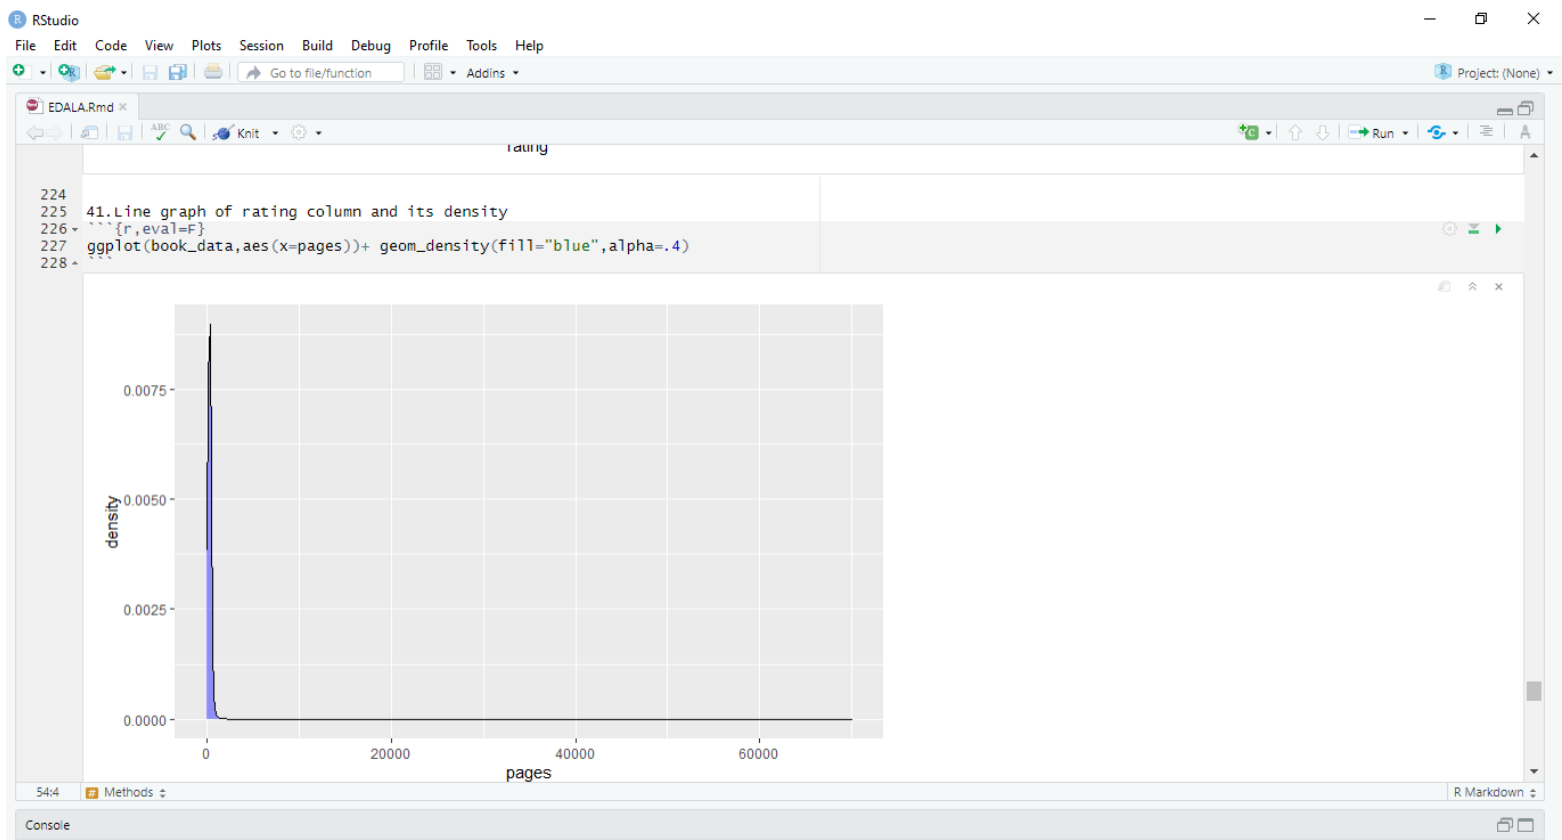 RStudio
File Edit Code View Plots Session Build Debug Profile Tools Help
Go to file/function Addins Project: (None)
EDALA.Rmd
ABC Knit Run
rating
224
225 41.Line graph of rating column and its density
226 ```{r,eval=F}
227 ggplot(book_data,aes(x=pages))+ geom_density(fill="blue",alpha=.4)
228 ```
0.0075
0.0050
density
0.0025
0.0000
0 20000 40000 60000
pages
54:4 # Methods R Markdown
Console